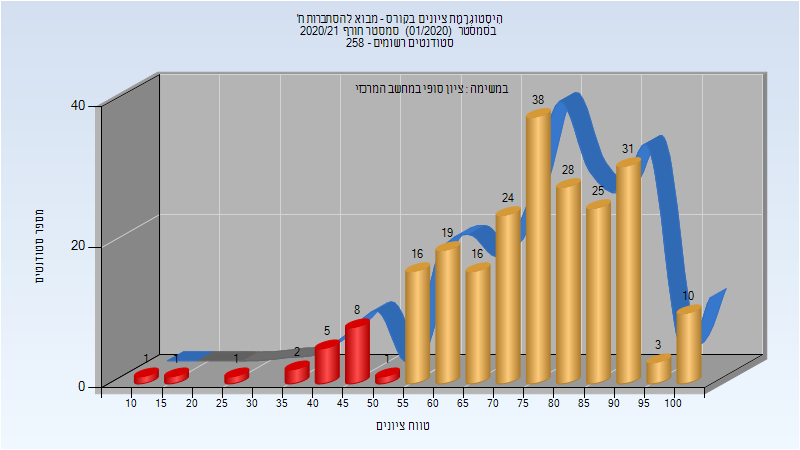 היסטוגרמת ציונים בקורס - מבוא להסתברות ח'
בסמסטר (01/2020) סמסטר חורף 2020/21
סטודנטים רשומים - 258
במשימה : ציון סופי במחשב המרכזי
מספר סטודנטים
40
20
0
1 1 1 2 5 8 1 16 19 16 24 38 28 25 31 3 10
10 15 20 25 30 35 40 45 50 55 60 65 70 75 80 85 90 95 100
טווח ציונים